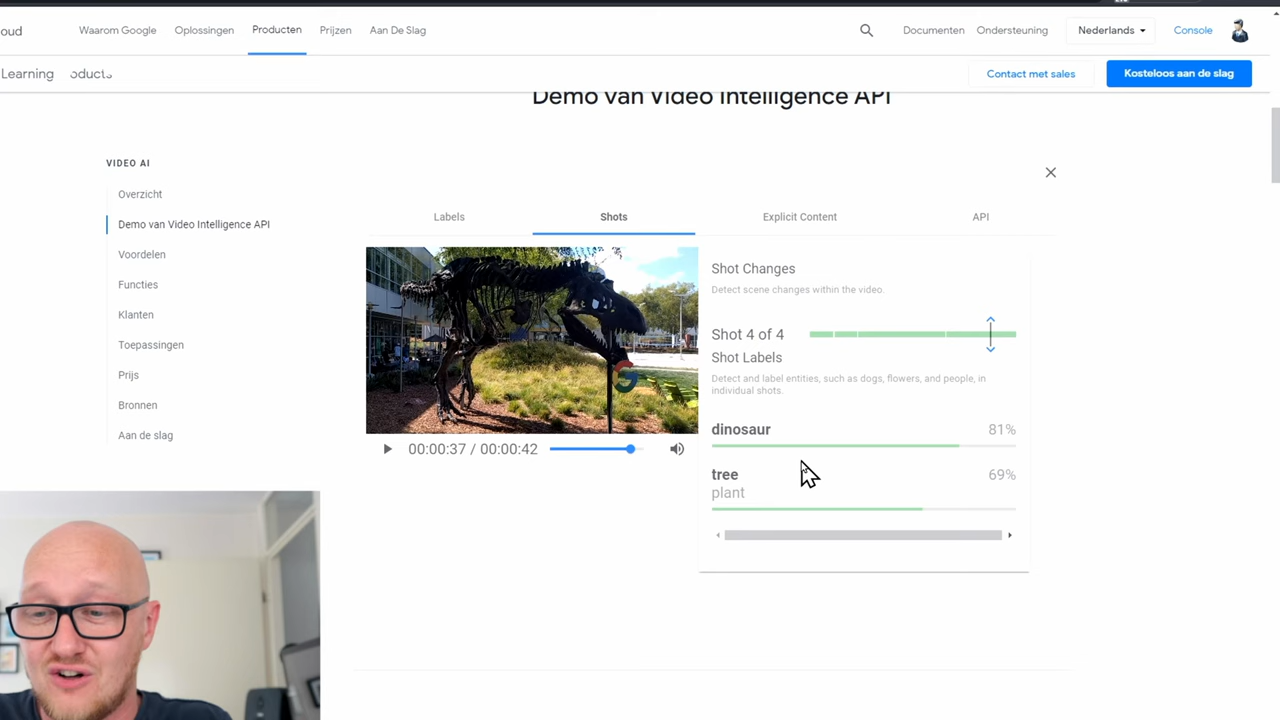 oud
Waarom Google
Oplossingen
Producten
Prijzen
Aan De Slag
Documenten
Ondersteuning
Nederlands
Console
Learning
Contact met sales
Kosteloos aan de slag
Demo van Video Intelligence API
VIDEO AI
Overzicht
Demo van Video Intelligence API
Voordelen
Functies
Klanten
Toepassingen
Prijs
Bronnen
Aan de slag
Labels
Shots
Explicit Content
API
00:00:37 / 00:00:42
Shot Changes
Detect scene changes within the video.
Shot 4 of 4
Shot Labels
Detect and label entities, such as dogs, flowers, and people, in
individual shots.
dinosaur 81%
tree 69%
plant